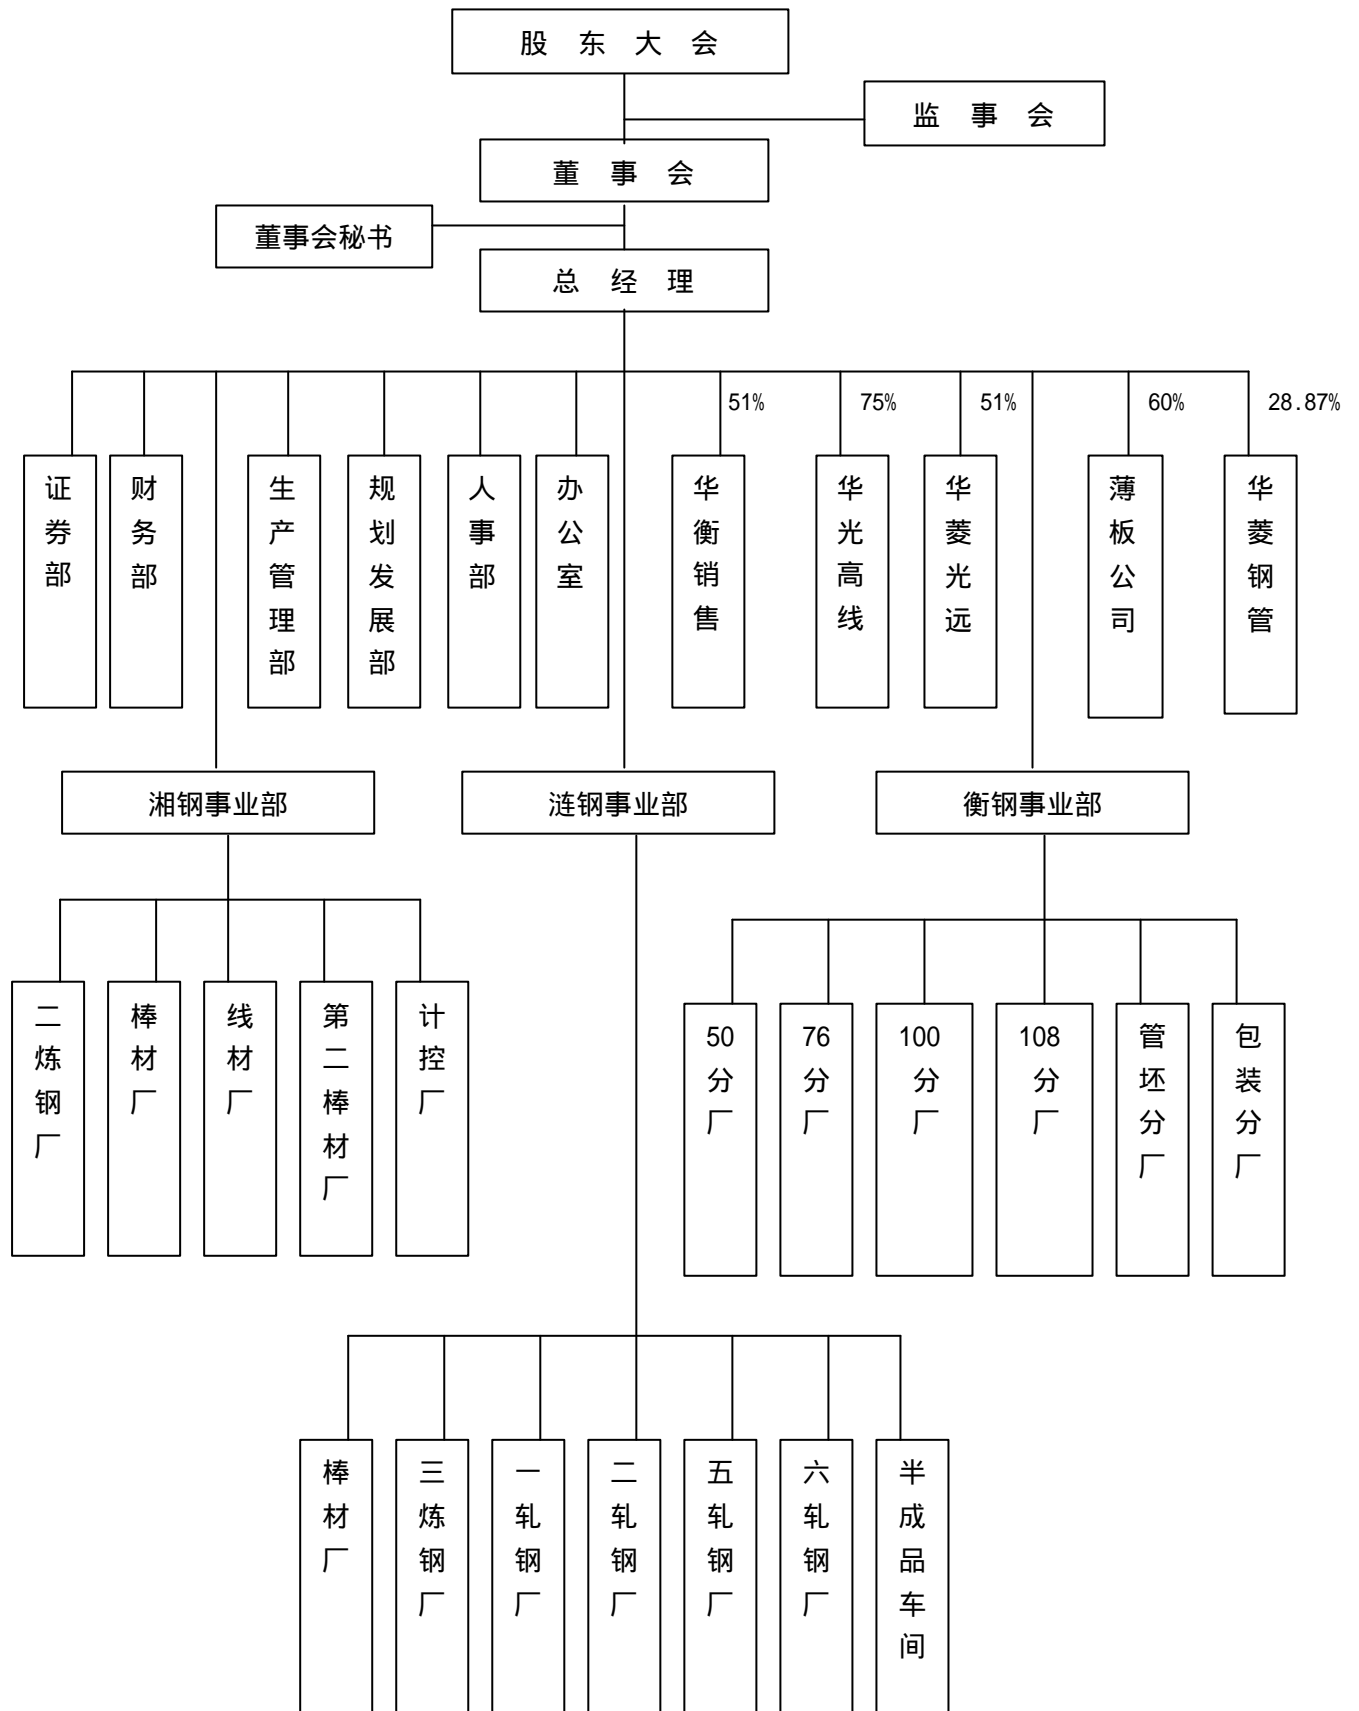 股 东 大 会
监 事 会
董 事 会
董事会秘书
总 经 理
51%
75%
51%
60%
28.87%
证券部
财务部
生产管理部
规划发展部
人事部
办公室
华衡销售
华光高线
华菱光远
薄板公司
华菱钢管
湘钢事业部
涟钢事业部
衡钢事业部
二炼钢厂
棒材厂
线材厂
第二棒材厂
计控厂
50分厂
76分厂
100分厂
108分厂
管坯分厂
包装分厂
棒材厂
三炼钢厂
一轧钢厂
二轧钢厂
五轧钢厂
六轧钢厂
半成品车间